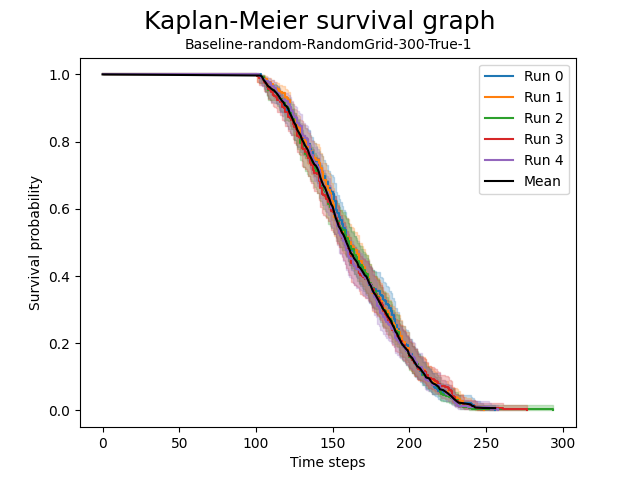 Kaplan-Meier survival graph
Baseline-random-RandomGrid-300-True-1
Survival probability
1.0
0.8
0.6
0.4
0.2
0.0
Run 0
Run 1
Run 2
Run 3
Run 4
Mean
0 50 100 150 200 250 300
Time steps